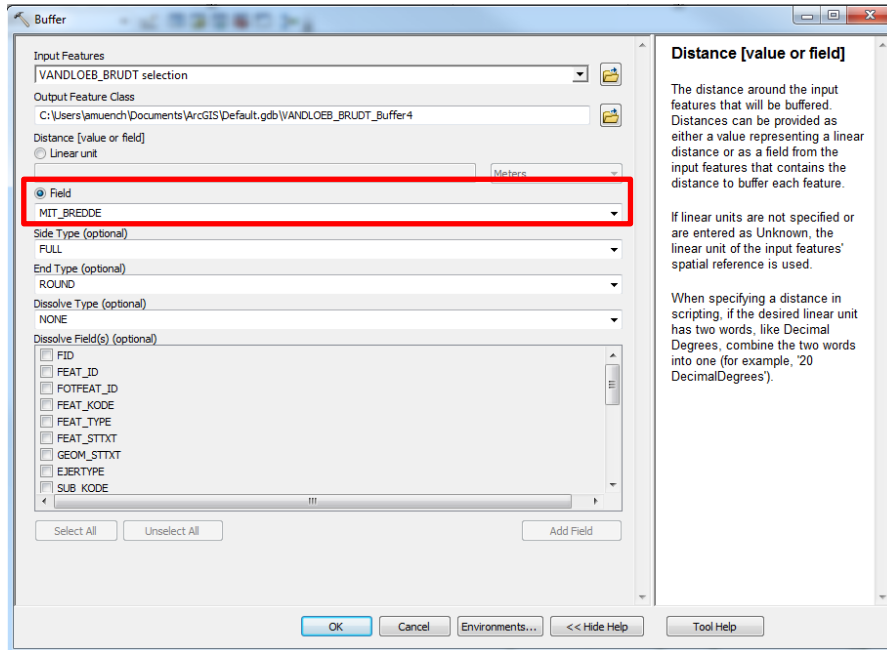 Buffer
Input Features
VANDLOEB_BRUDT selection
Output Feature Class
C:\Users\amuench\Documents\ArcGIS\Default.gdb\VANDLOEB_BRUDT_Buffer4
Distance [value or field]
Linear unit
Meters
Field
MIT_BREDDE
Side Type (optional)
FULL
End Type (optional)
ROUND
Dissolve Type (optional)
NONE
Dissolve Field(s) (optional)
FID
FEAT_ID
FOTFEAT_ID
FEAT_KODE
FEAT_TYPE
FEAT_STTXT
GEOM_STTXT
EJERTYPE
SUB_KODE
Select All Unselect All Add Field
OK Cancel Environments... << Hide Help Tool Help
Distance [value or field]
The distance around the input
features that will be buffered.
Distances can be provided as
either a value representing a linear
distance or as a field from the
input features that contains the
distance to buffer each feature.
If linear units are not specified or
are entered as Unknown, the
linear unit of the input features'
spatial reference is used.
When specifying a distance in
scripting, if the desired linear unit
has two words, like Decimal
Degrees, combine the two words
into one (for example, '20
DecimalDegrees').